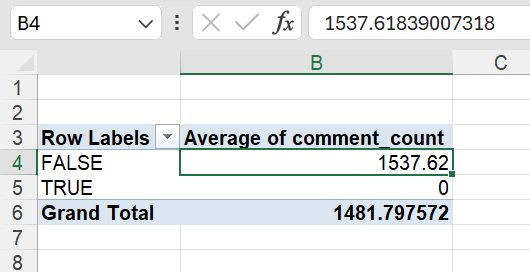 B4 fx 1537.61839007318
B C
1
2
3 Row Labels Average of comment_count
4 FALSE 1537.62
5 TRUE 0
6 Grand Total 1481.797572
7
8